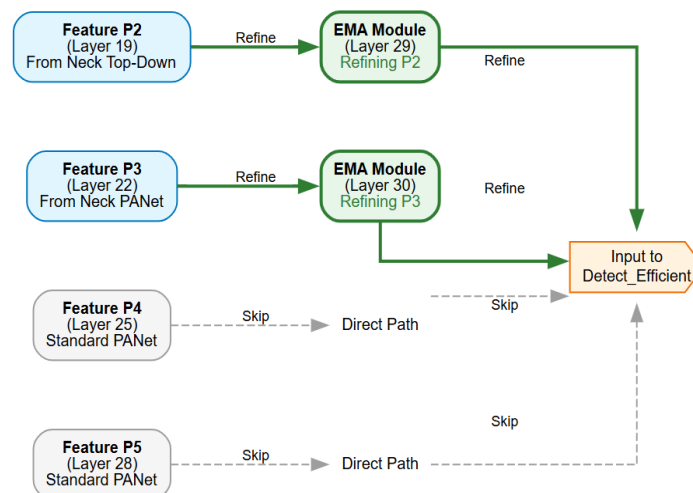 Feature P2
(Layer 19)
From Neck Top-Down
Refine
EMA Module
(Layer 29)
Refining P2
Refine
Feature P3
(Layer 22)
From Neck PANet
Refine
EMA Module
(Layer 30)
Refining P3
Refine
Input to
Detect_Efficient
Feature P4
(Layer 25)
Standard PANet
Skip
Direct Path
Skip
Feature P5
(Layer 28)
Standard PANet
Skip
Direct Path
Skip